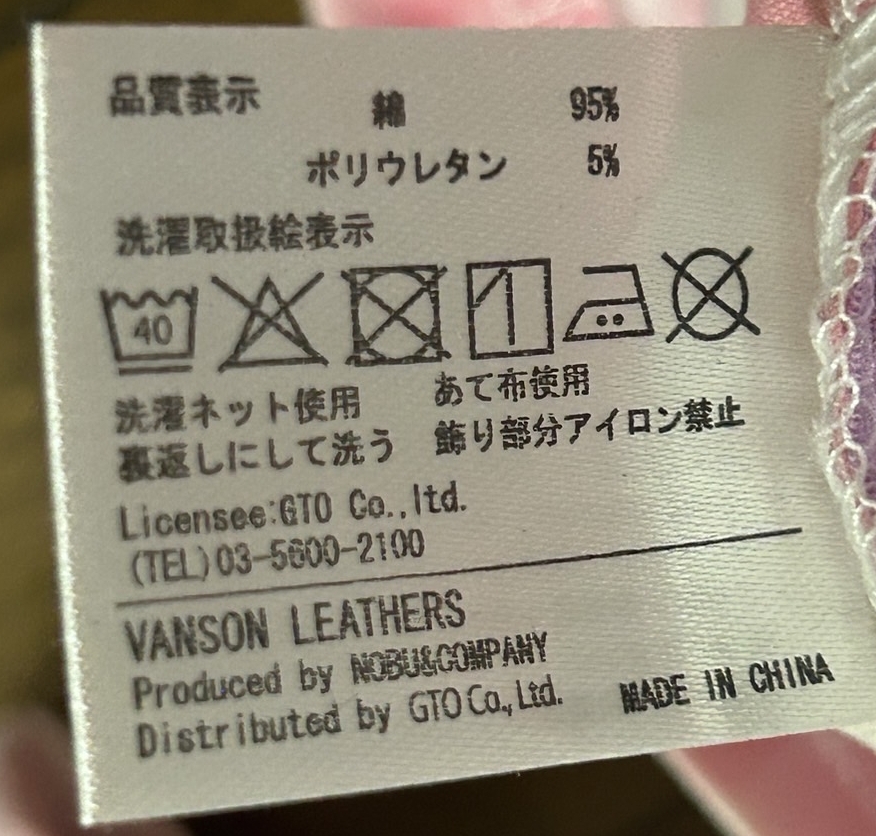 品質表示 綿 95%
ポリウレタン 5%
洗濯取扱絵表示
40
洗濯ネット使用 あて布使用
裏返しにして洗う 飾り部分アイロン禁止
Licensee:GTO Co.,ltd.
(TEL)03-5600-2100
VANSON LEATHERS
Produced by NOBU&COMPANY
Distributed by GTO Co., Ltd. MADE IN CHINA